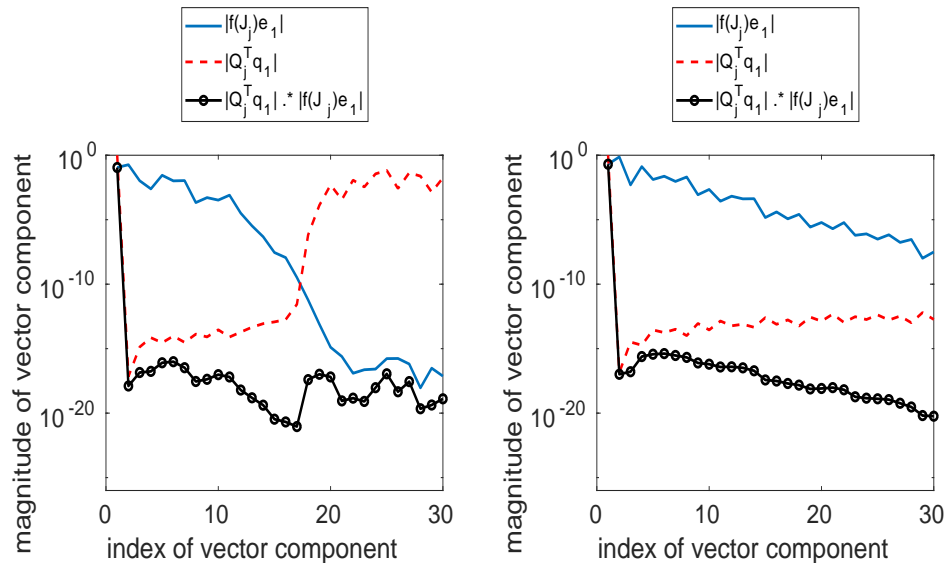 |f(J_j)e_1|
|Q_j^T q_1|
|Q_j^T q_1| .* |f(J_j)e_1|
magnitude of vector component
10^0
10^-10
10^-20
0 10 20 30
index of vector component
|f(J_j)e_1|
|Q_j^T q_1|
|Q_j^T q_1| .* |f(J_j)e_1|
magnitude of vector component
10^0
10^-10
10^-20
0 10 20 30
index of vector component